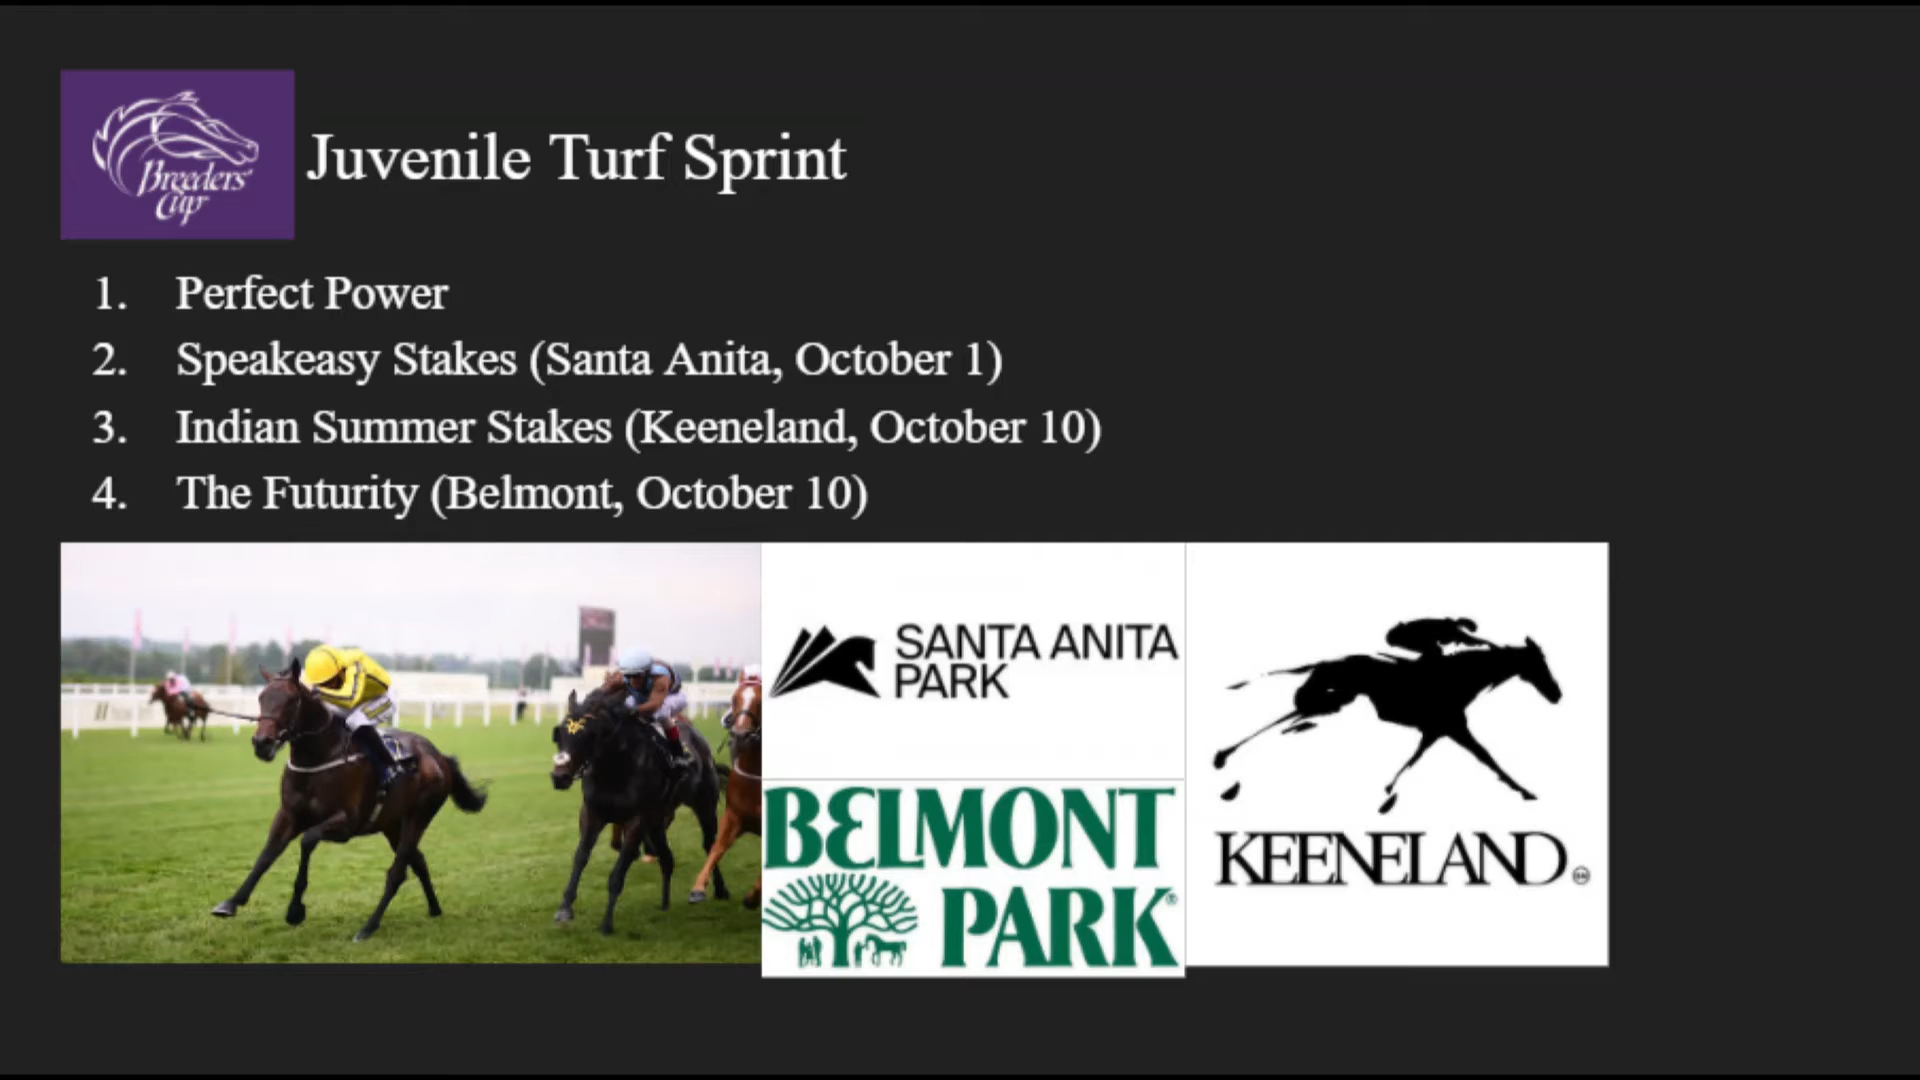 Breeders'
Cup
Juvenile Turf Sprint
1. Perfect Power
2. Speakeasy Stakes (Santa Anita, October 1)
3. Indian Summer Stakes (Keeneland, October 10)
4. The Futurity (Belmont, October 10)
SANTA ANITA
PARK
BELMONT
PARK®
KEENELAND